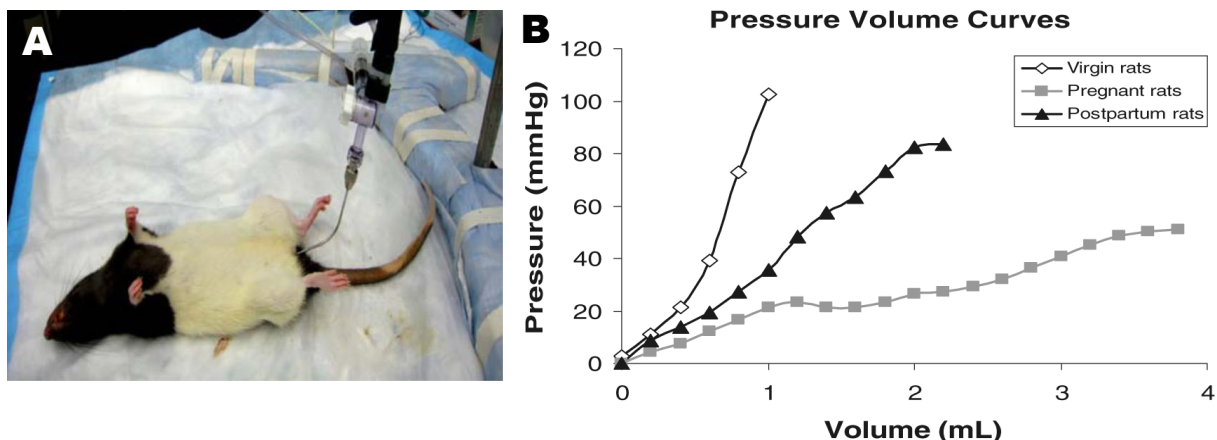 A
B
Pressure Volume Curves
Pressure (mmHg)
120
100
80
60
40
20
0
Virgin rats
Pregnant rats
Postpartum rats
0
1
2
3
4
Volume (mL)